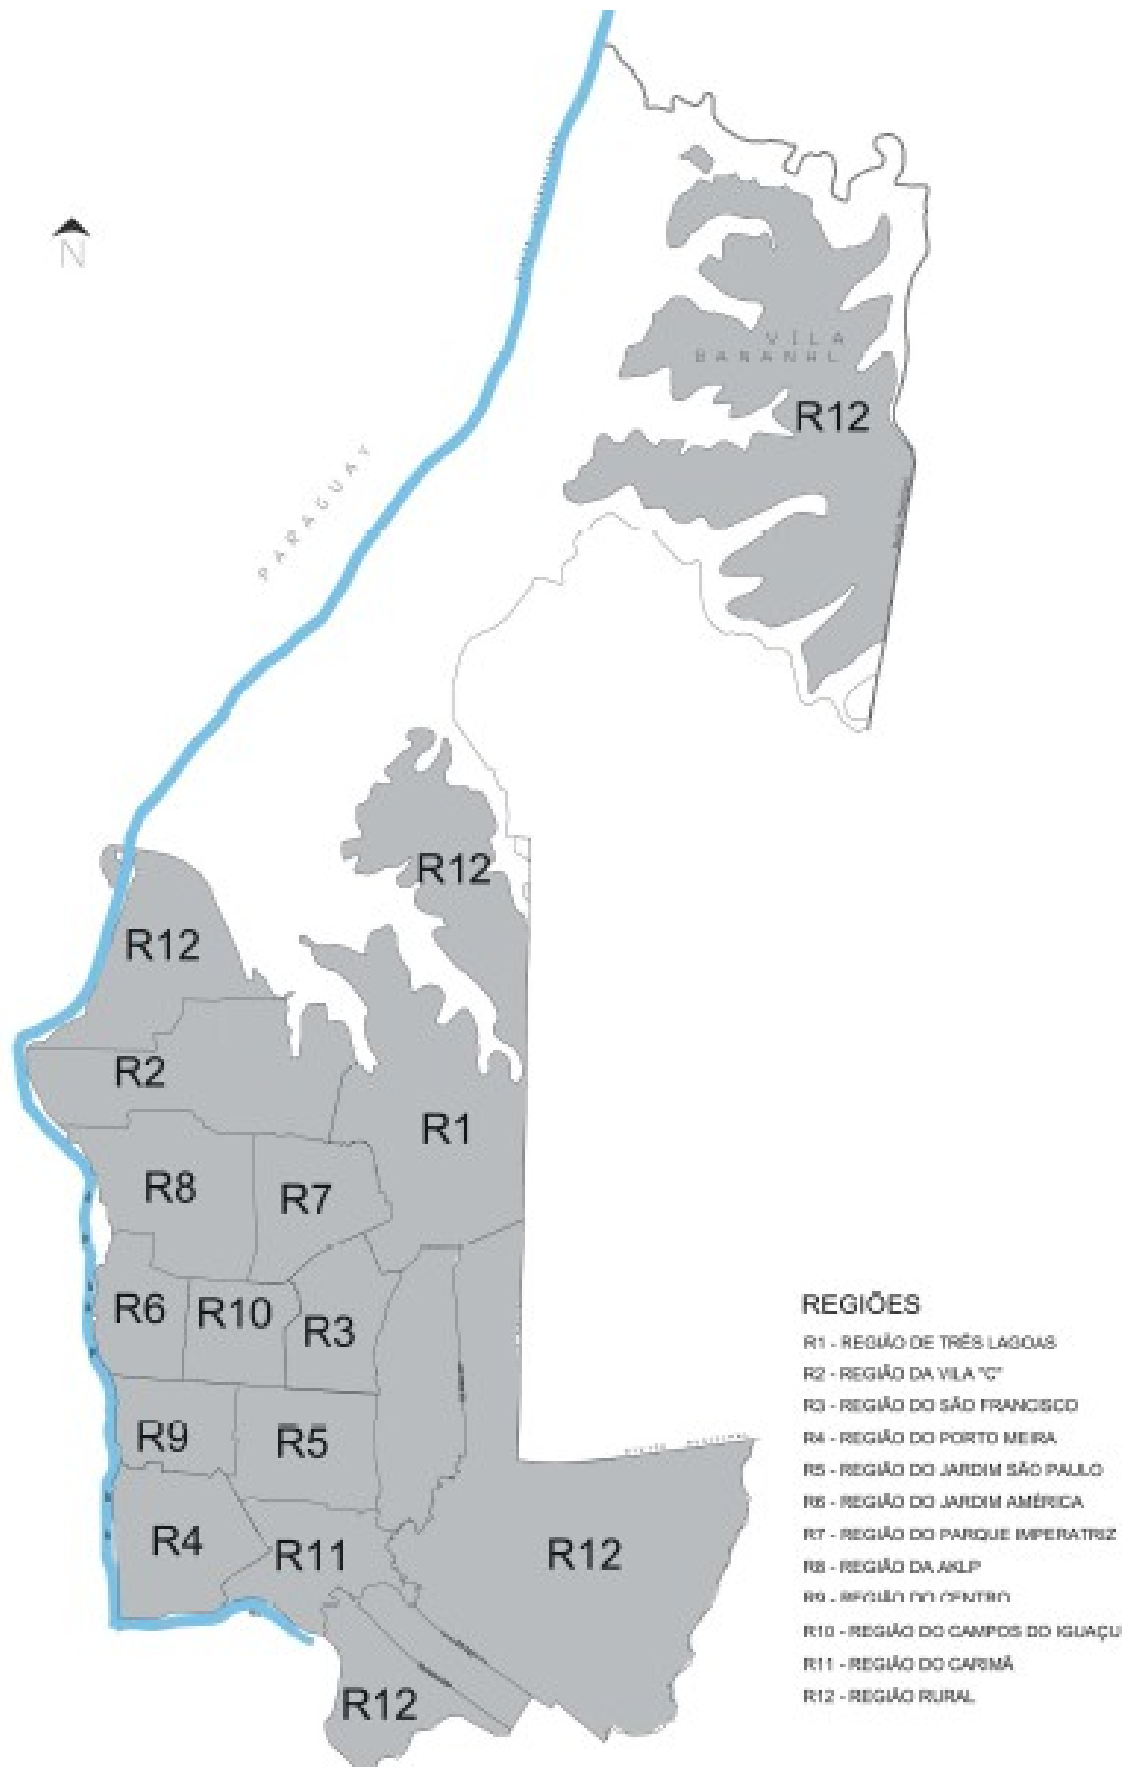 N
VILA
BANANAL
R12
PARAGUAY
R12
R12
R2
R1
R8
R7
R6
R10
R3
R9
R5
R4
R11
R12
R12
REGIÕES
R1 - REGIÃO DE TRÊS LAGOAS
R2 - REGIÃO DA VILA "C"
R3 - REGIÃO DO SÃO FRANCISCO
R4 - REGIÃO DO PORTO MEIRA
R5 - REGIÃO DO JARDIM SÃO PAULO
R6 - REGIÃO DO JARDIM AMÉRICA
R7 - REGIÃO DO PARQUE IMPERATRIZ
R8 - REGIÃO DA AKLP
R9 - REGIÃO DO CENTRO
R10 - REGIÃO DO CAMPOS DO IGUAÇU
R11 - REGIÃO DO CARIMÃ
R12 - REGIÃO RURAL